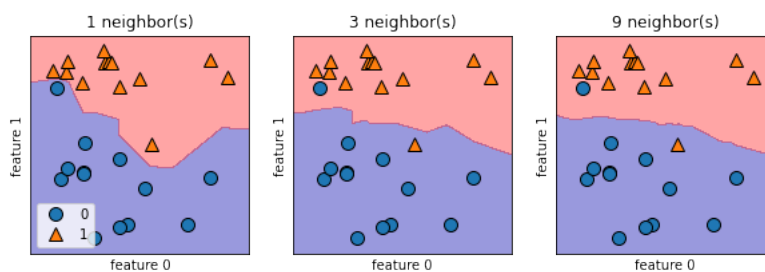 1 neighbor(s)
3 neighbor(s)
9 neighbor(s)
feature 1
feature 1
feature 1
0
1
feature 0
feature 0
feature 0